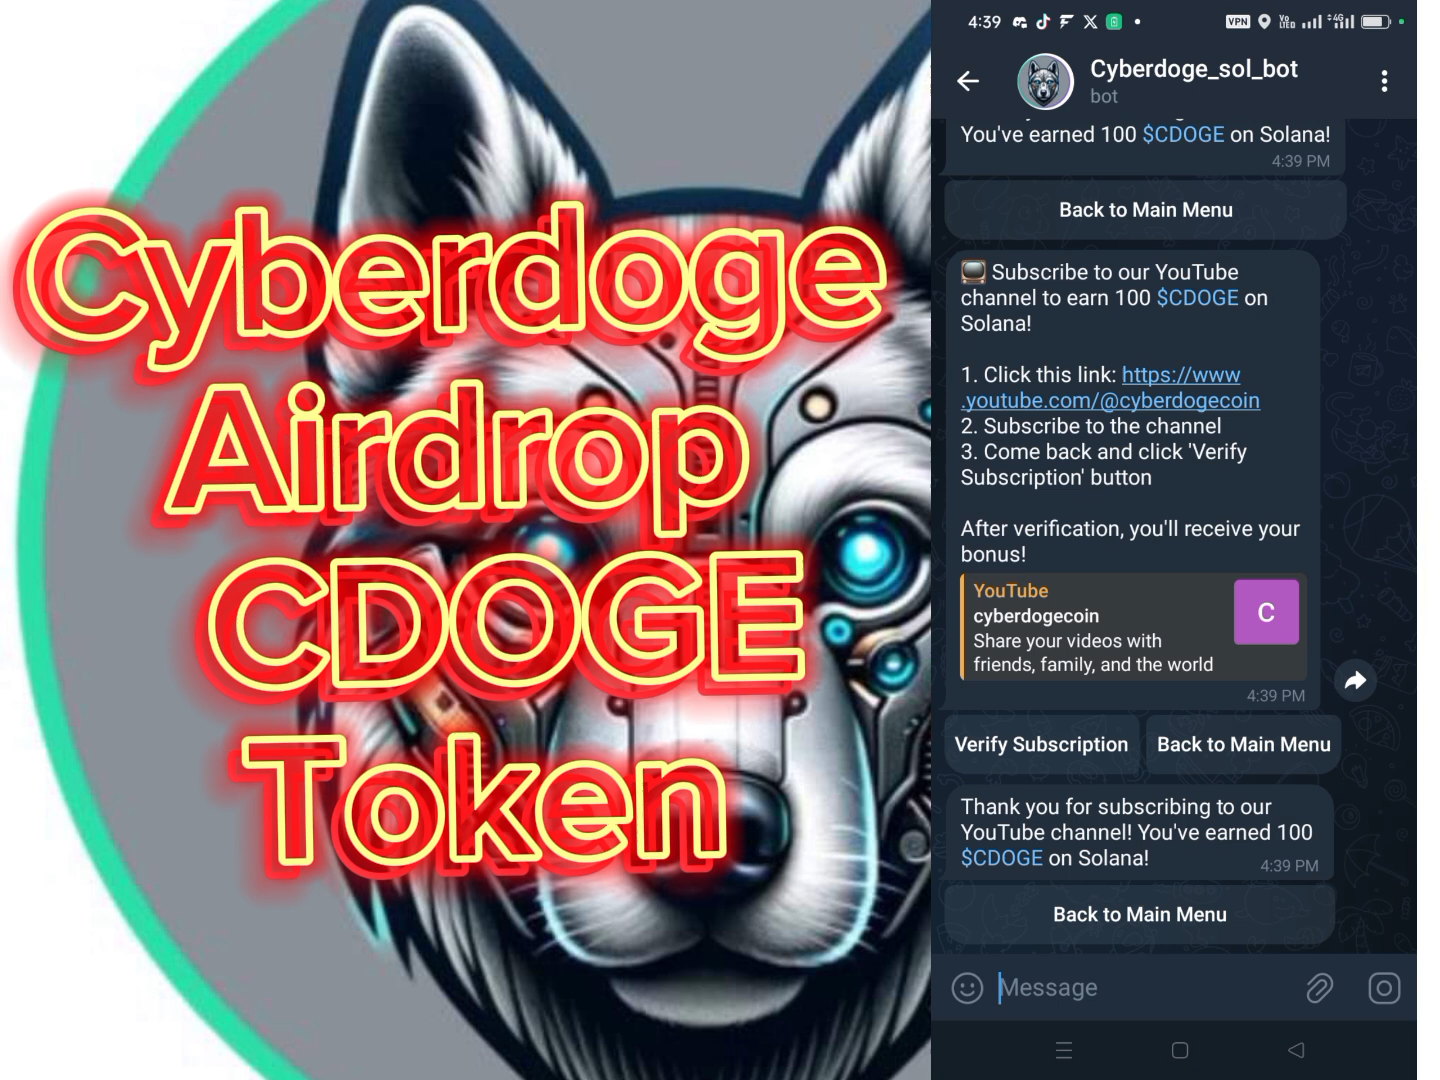 Cyberdoge
Airdrop
CDOGE
Token
4:39
VPN
Vo
LTE
4G
Cyberdoge_sol_bot
bot
You've earned 100 $CDOGE on Solana!
4:39 PM
Back to Main Menu
Subscribe to our YouTube
channel to earn 100 $CDOGE on
Solana!
1. Click this link: https://www
.youtube.com/@cyberdogecoin
2. Subscribe to the channel
3. Come back and click 'Verify
Subscription' button
After verification, you'll receive your
bonus!
YouTube
cyberdogecoin
C
Share your videos with
friends, family, and the world
4:39 PM
Verify Subscription
Back to Main Menu
Thank you for subscribing to our
YouTube channel! You've earned 100
$CDOGE on Solana!
4:39 PM
Back to Main Menu
Message